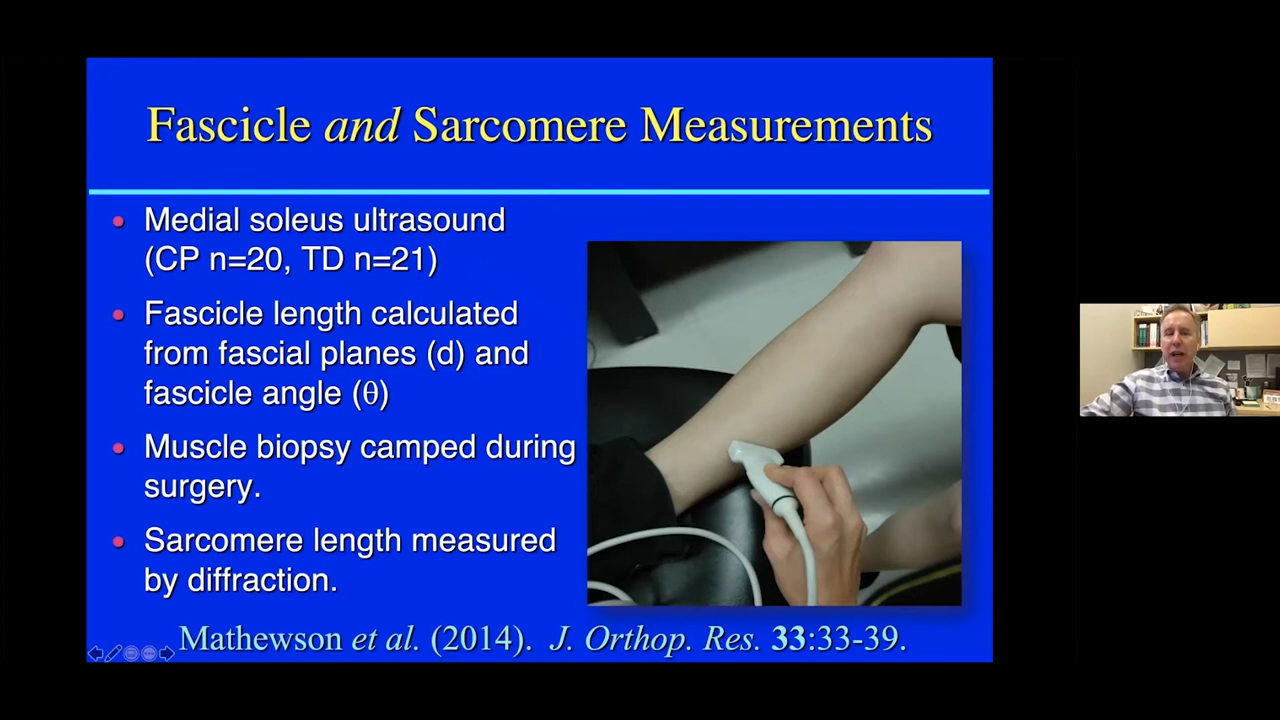 Fascicle and Sarcomere Measurements
Medial soleus ultrasound
(CP n=20, TD n=21)
Fascicle length calculated
from fascial planes (d) and
fascicle angle (θ)
Muscle biopsy camped during
surgery.
Sarcomere length measured
by diffraction.
Mathewson et al. (2014). J. Orthop. Res. 33:33-39.